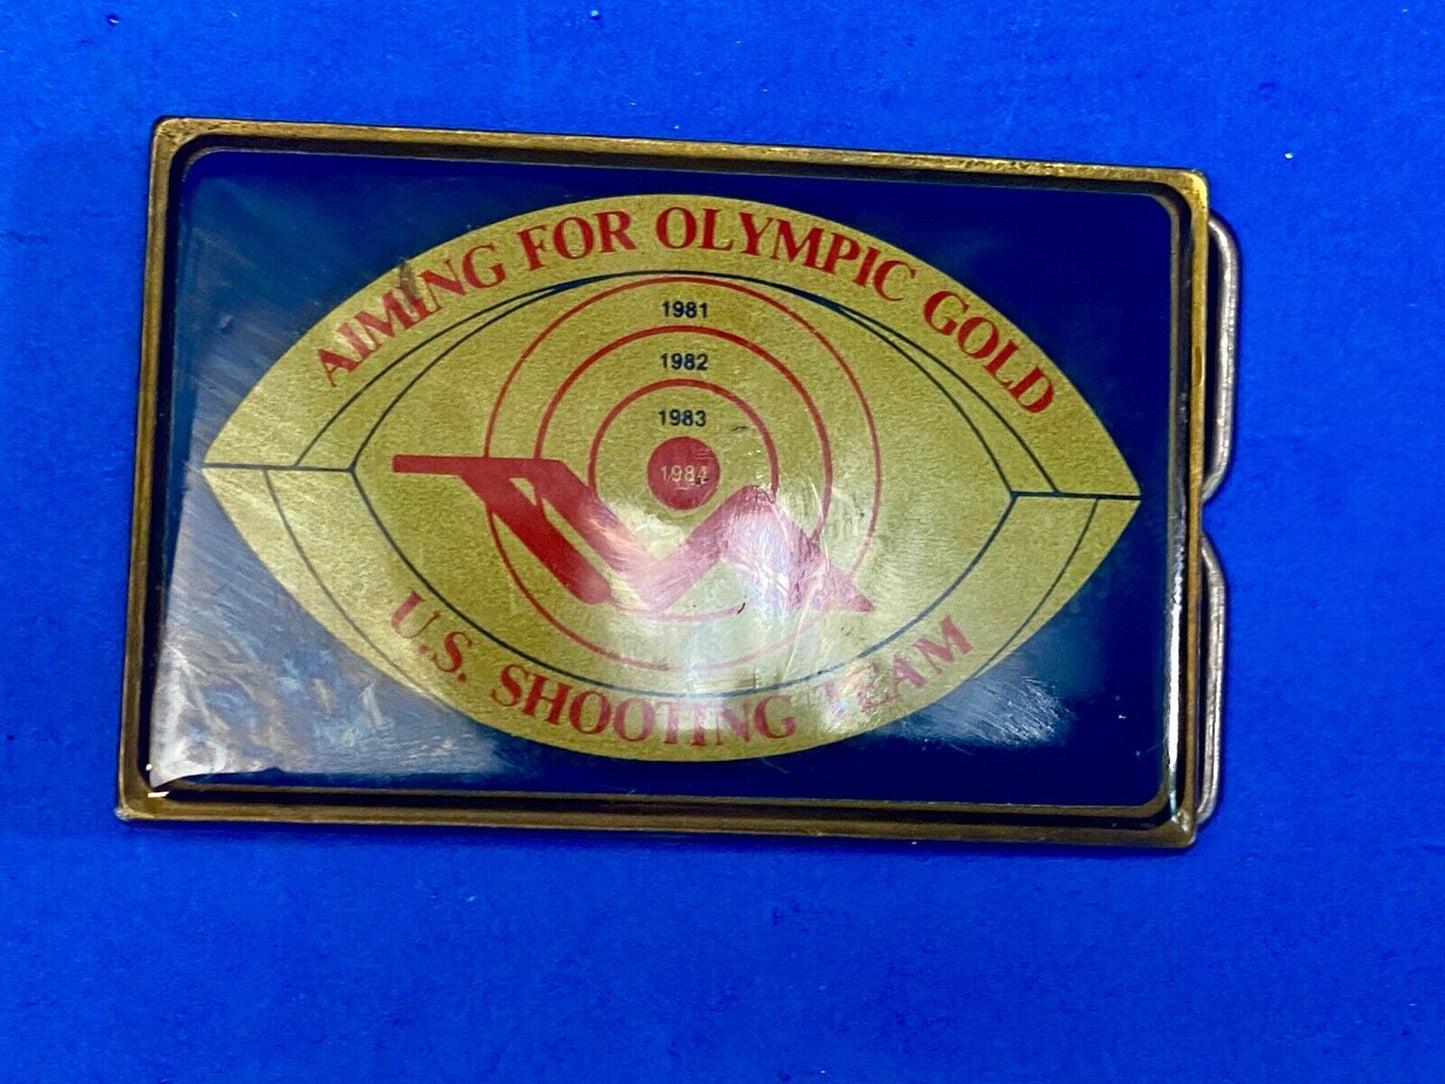 AIMING FOR OLYMPIC GOLD
1981
1982
1983
1984
U.S. SHOOTING TEAM